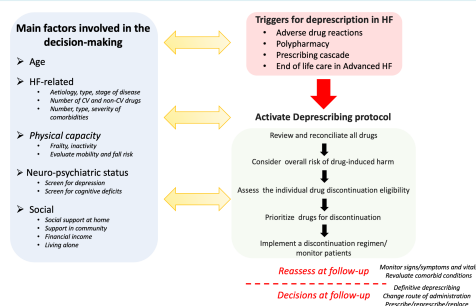 Main factors involved in the
decision-making
Age
HF-related
Aetiology, type, stage of disease
Number of CV and non-CV drugs
Number, type, severity of
comorbidities
Physical capacity
Frailty, inactivity
Evaluate mobility and fall risk
Neuro-psychiatric status
Screen for depression
Screen for cognitive deficits
Social
Social support at home
Support in community
Financial income
Living alone
Triggers for deprescription in HF
Adverse drug reactions
Polypharmacy
Prescribing cascade
End of life care in Advanced HF
Activate Deprescribing protocol
Review and reconciliate all drugs
Consider overall risk of drug-induced harm
Assess the individual drug discontinuation eligibility
Prioritize drugs for discontinuation
Implement a discontinuation regimen/
monitor patients
Reassess at follow-up
Monitor signs/symptoms and vital
Revaluate comorbid conditions
Decisions at follow-up
Definitive deprescribing
Change route of administration
Prescribe/represcribe/replace